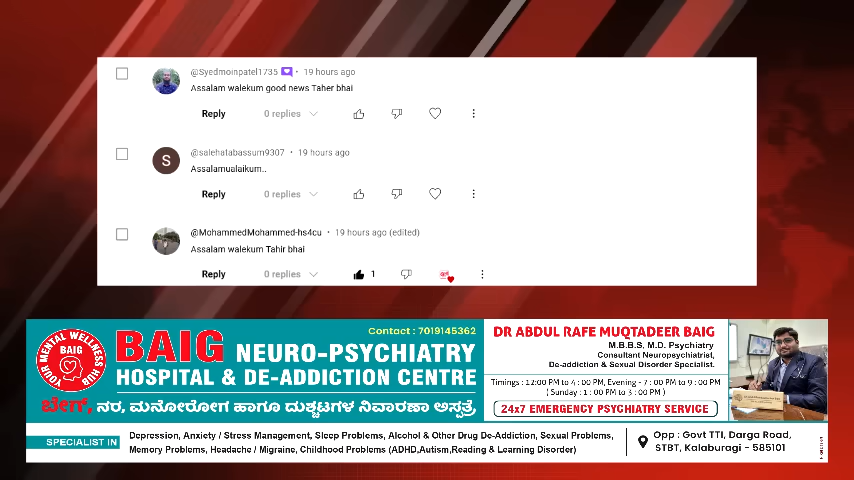 @Syedmoinpatel1735 • 19 hours ago
Assalam walekum good news Taher bhai
Reply 0 replies
@salehatabassum9307 • 19 hours ago
S
Assalamualaikum..
Reply 0 replies
@MohammedMohammed-hs4cu • 19 hours ago (edited)
Assalam walekum Tahir bhai
Reply 0 replies 1
YOUR MENTAL WELLNESS HUB
BAIG
Contact : 7019145362
BAIG NEURO-PSYCHIATRY
HOSPITAL & DE-ADDICTION CENTRE
ಬೇಗ್, ನರ, ಮನೋರೋಗ ಹಾಗೂ ದುಶ್ಚಟಗಳ ನಿವಾರಣಾ ಆಸ್ಪತ್ರೆ
DR ABDUL RAFE MUQTADEER BAIG
M.B.B.S, M.D. Psychiatry
Consultant Neuropsychiatrist,
De-addiction & Sexual Disorder Specialist.
Timings : 12:00 PM to 4 : 00 PM, Evening - 7 : 00 PM to 9 : 00 PM
( Sunday : 1 : 00 PM to 3 : 00 PM )
24x7 EMERGENCY PSYCHIATRY SERVICE
SPECIALIST IN
Depression, Anxiety / Stress Management, Sleep Problems, Alcohol & Other Drug De-Addiction, Sexual Problems,
Memory Problems, Headache / Migraine, Childhood Problems (ADHD,Autism,Reading & Learning Disorder)
Opp : Govt TTI, Darga Road,
STBT, Kalaburagi - 585101